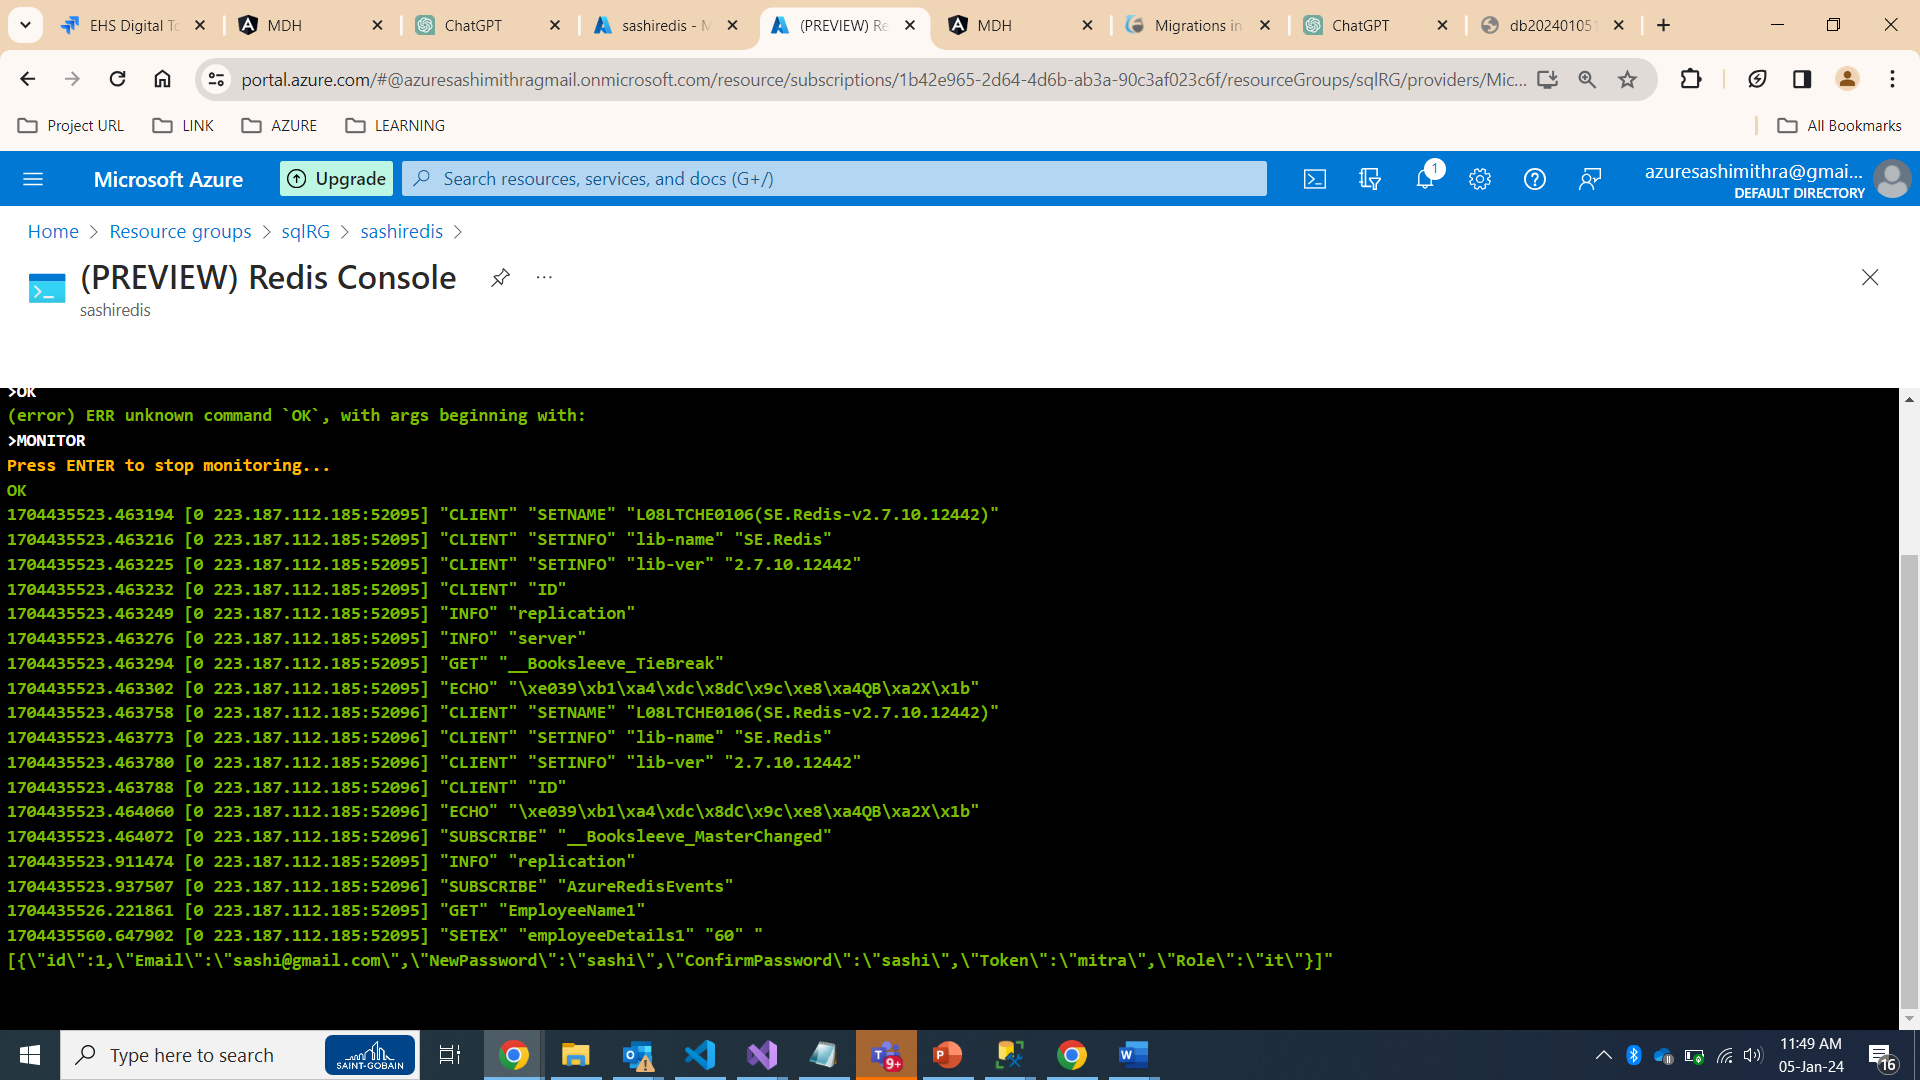 EHS Digital To
MDH
ChatGPT
sashiredis - M
(PREVIEW) Re
MDH
Migrations in
ChatGPT
db202401051
portal.azure.com/#@azuresashimithragmail.onmicrosoft.com/resource/subscriptions/1b42e965-2d64-4d6b-ab3a-90c3af023c6f/resourceGroups/sqlRG/providers/Mic...
Project URL
LINK
AZURE
LEARNING
All Bookmarks
Microsoft Azure
Upgrade
Search resources, services, and docs (G+/)
1
azuresashimithra@gmai...
DEFAULT DIRECTORY
Home > Resource groups > sqlRG > sashiredis >
(PREVIEW) Redis Console
sashiredis
>OK
(error) ERR unknown command `OK`, with args beginning with:
>MONITOR
Press ENTER to stop monitoring...
OK
1704435523.463194 [0 223.187.112.185:52095] "CLIENT" "SETNAME" "L08LTCHE0106(SE.Redis-v2.7.10.12442)"
1704435523.463216 [0 223.187.112.185:52095] "CLIENT" "SETINFO" "lib-name" "SE.Redis"
1704435523.463225 [0 223.187.112.185:52095] "CLIENT" "SETINFO" "lib-ver" "2.7.10.12442"
1704435523.463232 [0 223.187.112.185:52095] "CLIENT" "ID"
1704435523.463249 [0 223.187.112.185:52095] "INFO" "replication"
1704435523.463276 [0 223.187.112.185:52095] "INFO" "server"
1704435523.463294 [0 223.187.112.185:52095] "GET" "__Booksleeve_TieBreak"
1704435523.463302 [0 223.187.112.185:52095] "ECHO" "\xe039\xb1\xa4\xdc\x8dC\x9c\xe8\xa4QB\xa2X\x1b"
1704435523.463758 [0 223.187.112.185:52096] "CLIENT" "SETNAME" "L08LTCHE0106(SE.Redis-v2.7.10.12442)"
1704435523.463773 [0 223.187.112.185:52096] "CLIENT" "SETINFO" "lib-name" "SE.Redis"
1704435523.463780 [0 223.187.112.185:52096] "CLIENT" "SETINFO" "lib-ver" "2.7.10.12442"
1704435523.463788 [0 223.187.112.185:52096] "CLIENT" "ID"
1704435523.464060 [0 223.187.112.185:52096] "ECHO" "\xe039\xb1\xa4\xdc\x8dC\x9c\xe8\xa4QB\xa2X\x1b"
1704435523.464072 [0 223.187.112.185:52096] "SUBSCRIBE" "__Booksleeve_MasterChanged"
1704435523.911474 [0 223.187.112.185:52095] "INFO" "replication"
1704435523.937507 [0 223.187.112.185:52096] "SUBSCRIBE" "AzureRedisEvents"
1704435526.221861 [0 223.187.112.185:52095] "GET" "EmployeeName1"
1704435560.647902 [0 223.187.112.185:52095] "SETEX" "employeeDetails1" "60" "
[{\"id\":1,\"Email\":\"sashi@gmail.com\",\"NewPassword\":\"sashi\",\"ConfirmPassword\":\"sashi\",\"Token\":\"mitra\",\"Role\":\"it\"}]"
Type here to search
SAINT-GOBAIN
9+
11:49 AM
05-Jan-24
16